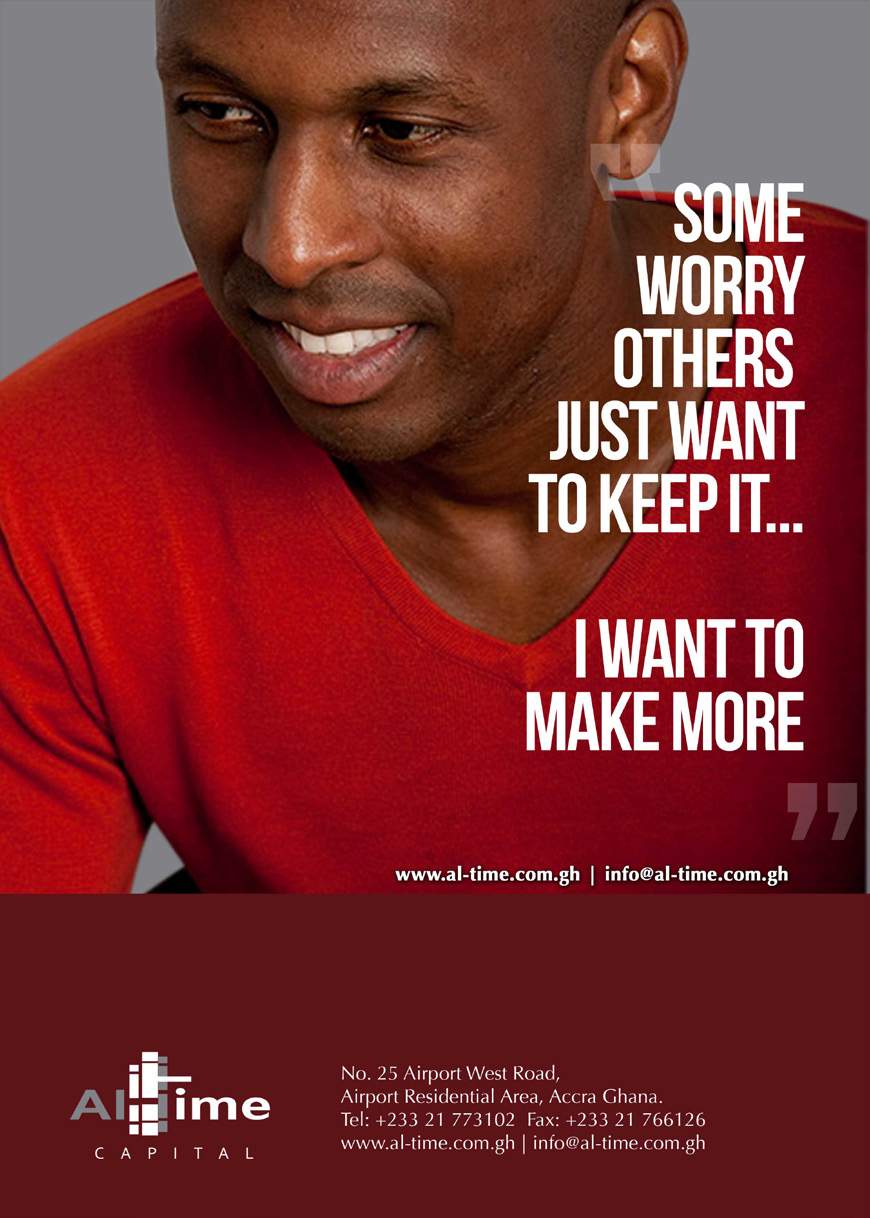 “
SOME
WORRY
OTHERS
JUST WANT
TO KEEP IT...
I WANT TO
MAKE MORE
”
www.al-time.com.gh | info@al-time.com.gh
Al Time
CAPITAL
No. 25 Airport West Road,
Airport Residential Area, Accra Ghana.
Tel: +233 21 773102 Fax: +233 21 766126
www.al-time.com.gh | info@al-time.com.gh